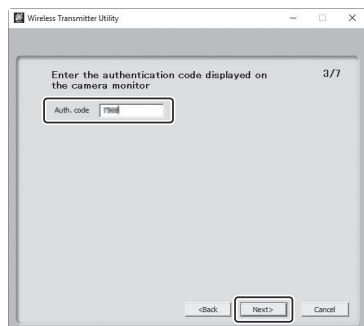 Wireless Transmitter Utility
Enter the authentication code displayed on
the camera monitor
3/7
Auth. code
<Back
Next>
Cancel